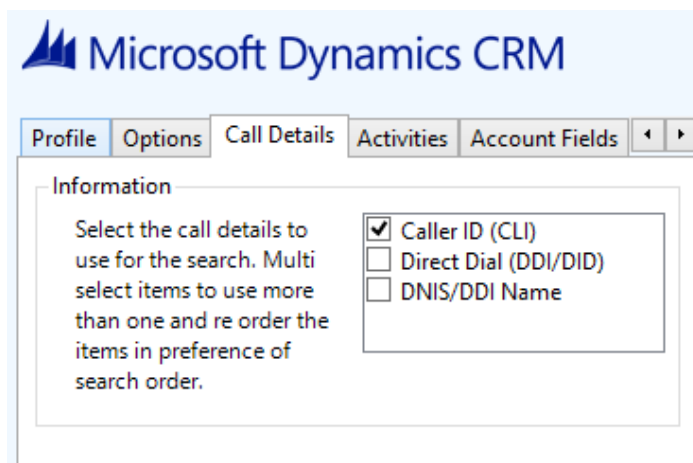 Microsoft Dynamics CRM
Profile Options Call Details Activities Account Fields
Information
Select the call details to
use for the search. Multi
select items to use more
than one and re order the
items in preference of
search order.
Caller ID (CLI)
Direct Dial (DDI/DID)
DNIS/DDI Name